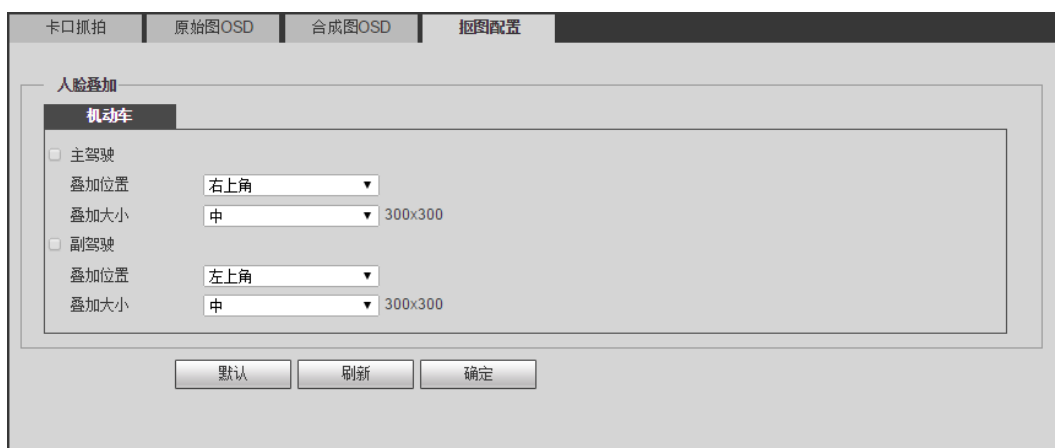 卡口抓拍 原始图OSD 合成图OSD 抠图配置
人脸叠加
机动车
主驾驶
叠加位置 右上角
叠加大小 中 300x300
副驾驶
叠加位置 左上角
叠加大小 中 300x300
默认 刷新 确定